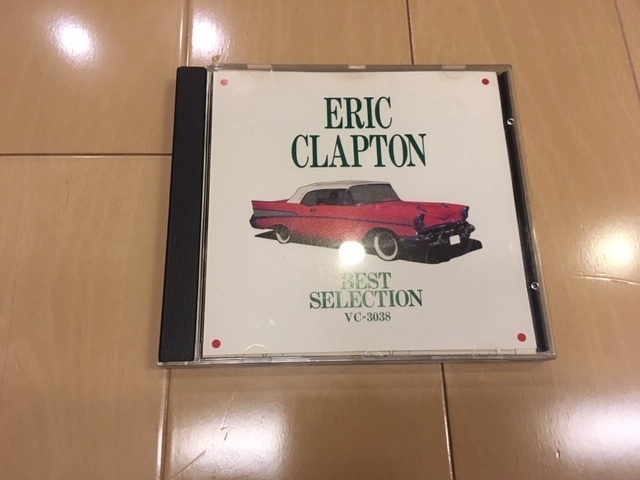 ERIC
CLAPTON
BEST
SELECTION
VC-3038